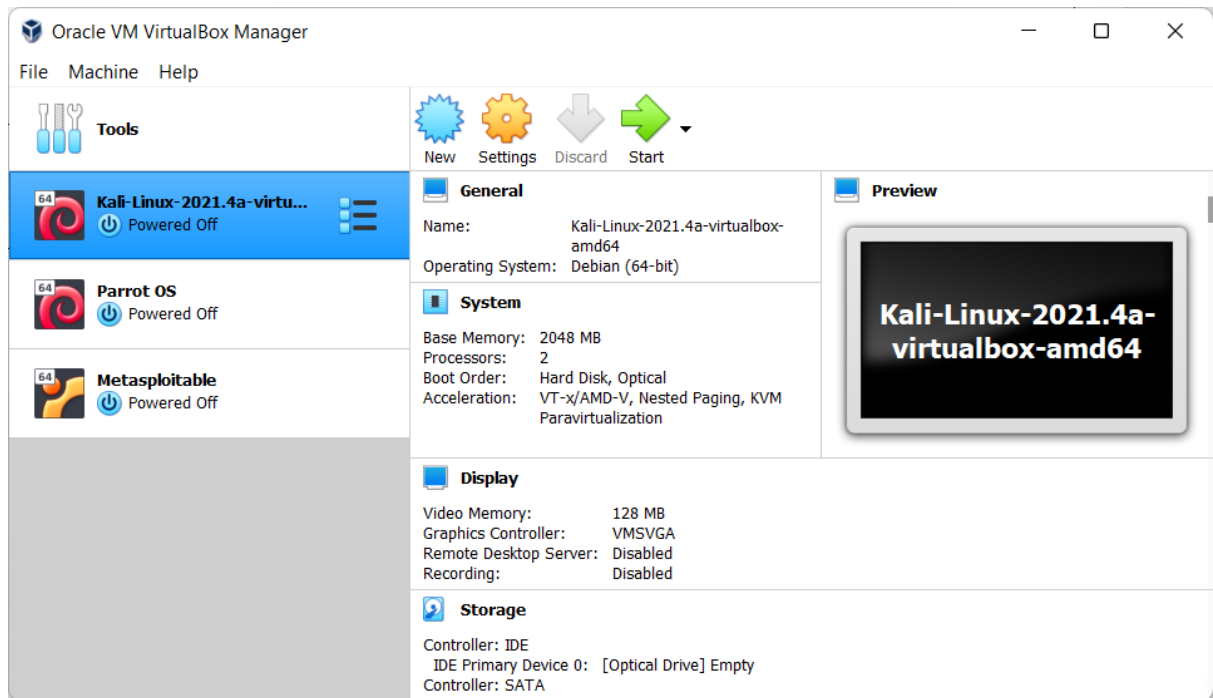 Oracle VM VirtualBox Manager
File Machine Help
Tools
New Settings Discard Start
64
Kali-Linux-2021.4a-virtu...
Powered Off
64
Parrot OS
Powered Off
64
Metasploitable
Powered Off
General
Name: Kali-Linux-2021.4a-virtualbox-
amd64
Operating System: Debian (64-bit)
System
Base Memory: 2048 MB
Processors: 2
Boot Order: Hard Disk, Optical
Acceleration: VT-x/AMD-V, Nested Paging, KVM
Paravirtualization
Preview
Kali-Linux-2021.4a-
virtualbox-amd64
Display
Video Memory: 128 MB
Graphics Controller: VMSVGA
Remote Desktop Server: Disabled
Recording: Disabled
Storage
Controller: IDE
IDE Primary Device 0: [Optical Drive] Empty
Controller: SATA